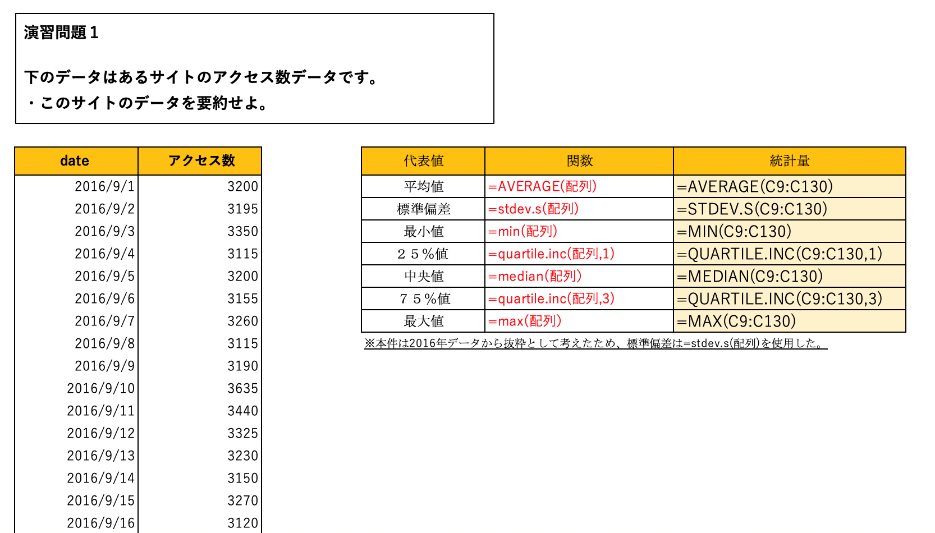 演習問題１
下のデータはあるサイトのアクセス数データです。
・このサイトのデータを要約せよ。
date アクセス数
2016/9/1 3200
2016/9/2 3195
2016/9/3 3350
2016/9/4 3115
2016/9/5 3200
2016/9/6 3155
2016/9/7 3260
2016/9/8 3115
2016/9/9 3190
2016/9/10 3635
2016/9/11 3440
2016/9/12 3325
2016/9/13 3230
2016/9/14 3150
2016/9/15 3270
2016/9/16 3120
代表値 関数 統計量
平均値 =AVERAGE(配列) =AVERAGE(C9:C130)
標準偏差 =stdev.s(配列) =STDEV.S(C9:C130)
最小値 =min(配列) =MIN(C9:C130)
２５％値 =quartile.inc(配列,1) =QUARTILE.INC(C9:C130,1)
中央値 =median(配列) =MEDIAN(C9:C130)
７５％値 =quartile.inc(配列,3) =QUARTILE.INC(C9:C130,3)
最大値 =max(配列) =MAX(C9:C130)
※本件は2016年データから抜粋として考えたため、標準偏差は=stdev.s(配列)を使用した。